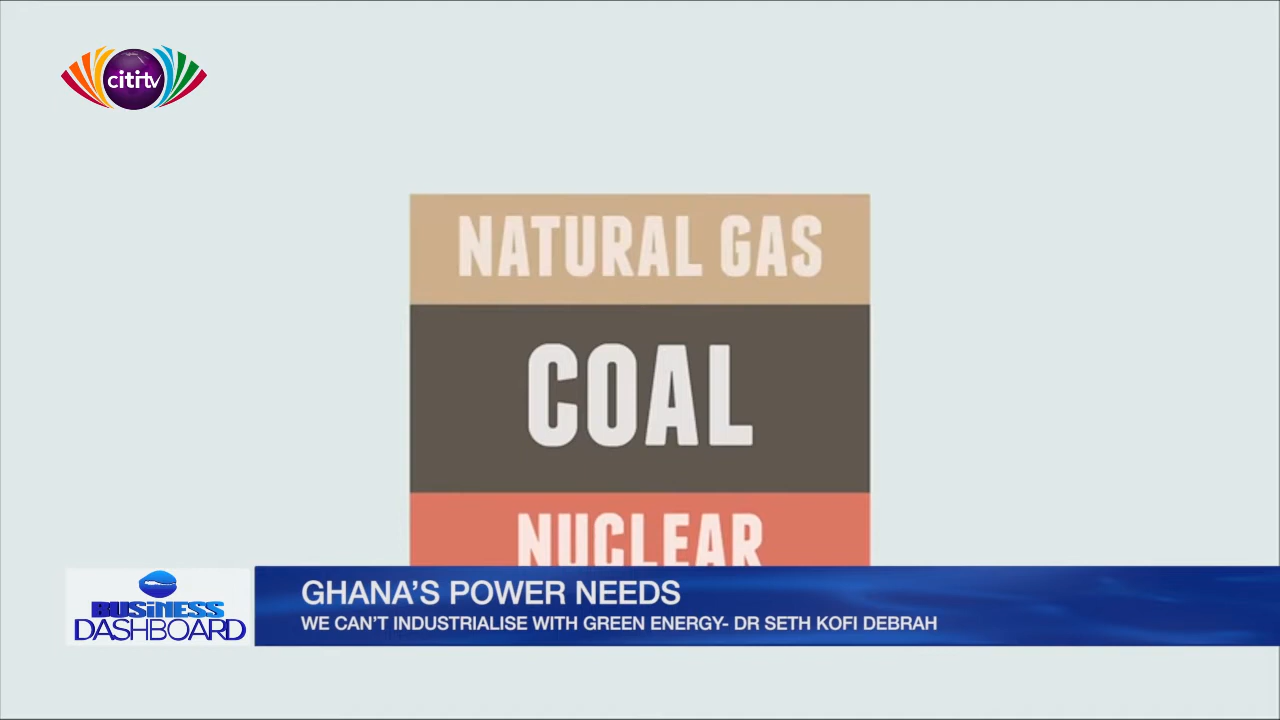 citi tv
NATURAL GAS
COAL
NUCLEAR
GHANA'S POWER NEEDS
BUSiNESS
DASHBOARD
WE CAN'T INDUSTRIALISE WITH GREEN ENERGY- DR SETH KOFI DEBRAH